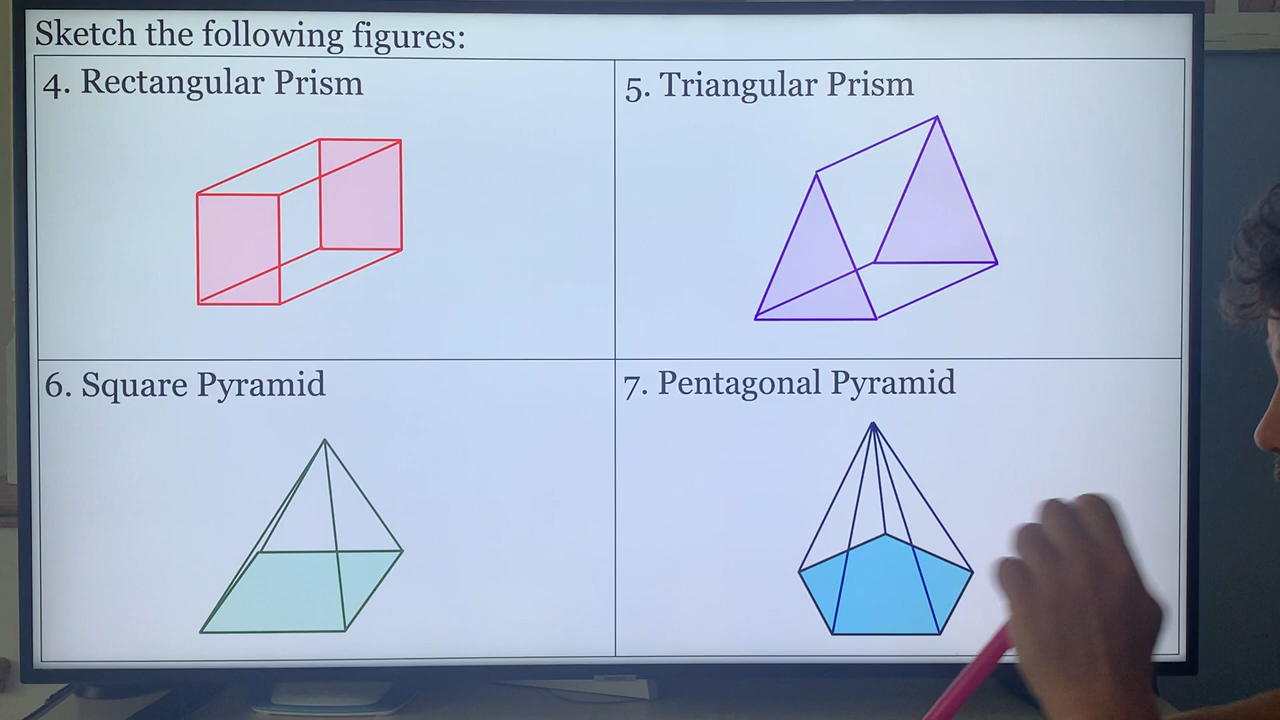 Sketch the following figures:
4. Rectangular Prism
5. Triangular Prism
6. Square Pyramid
7. Pentagonal Pyramid